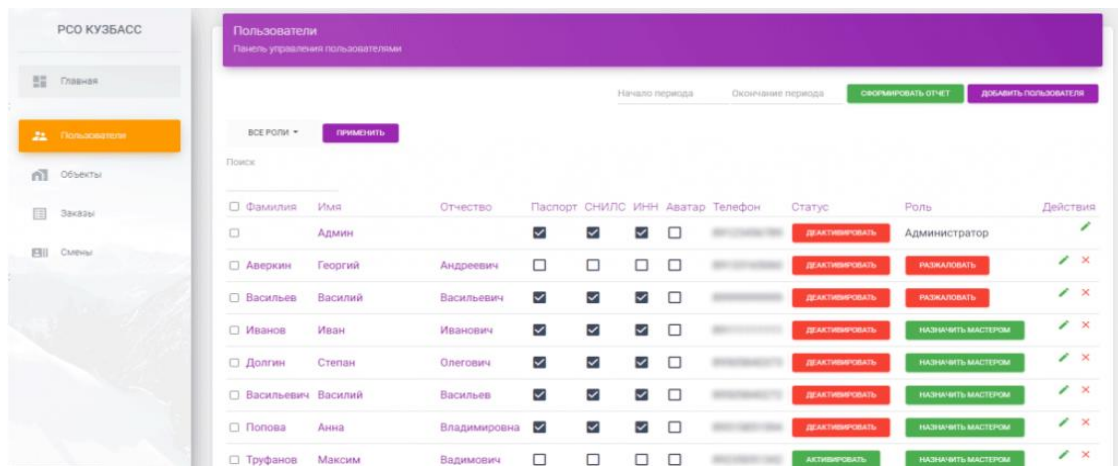 РСО КУЗБАСС
Главная
Пользователи
Объекты
Заказы
Смены
Пользователи
Панель управления пользователями
Начало периода Окончание периода СФОРМИРОВАТЬ ОТЧЕТ ДОБАВИТЬ ПОЛЬЗОВАТЕЛЯ
ВСЕ РОЛИ ПРИМЕНИТЬ
Поиск
Фамилия Имя Отчество Паспорт СНИЛС ИНН Аватар Телефон Статус Роль Действия
Админ ДЕАКТИВИРОВАТЬ Администратор
Аверкин Георгий Андреевич ДЕАКТИВИРОВАТЬ РАЗЖАЛОВАТЬ
Васильев Василий Васильевич ДЕАКТИВИРОВАТЬ РАЗЖАЛОВАТЬ
Иванов Иван Иванович ДЕАКТИВИРОВАТЬ НАЗНАЧИТЬ МАСТЕРОМ
Долгин Степан Олегович ДЕАКТИВИРОВАТЬ НАЗНАЧИТЬ МАСТЕРОМ
Васильевич Василий Васильев ДЕАКТИВИРОВАТЬ НАЗНАЧИТЬ МАСТЕРОМ
Попова Анна Владимировна ДЕАКТИВИРОВАТЬ НАЗНАЧИТЬ МАСТЕРОМ
Труфанов Максим Вадимович АКТИВИРОВАТЬ НАЗНАЧИТЬ МАСТЕРОМ